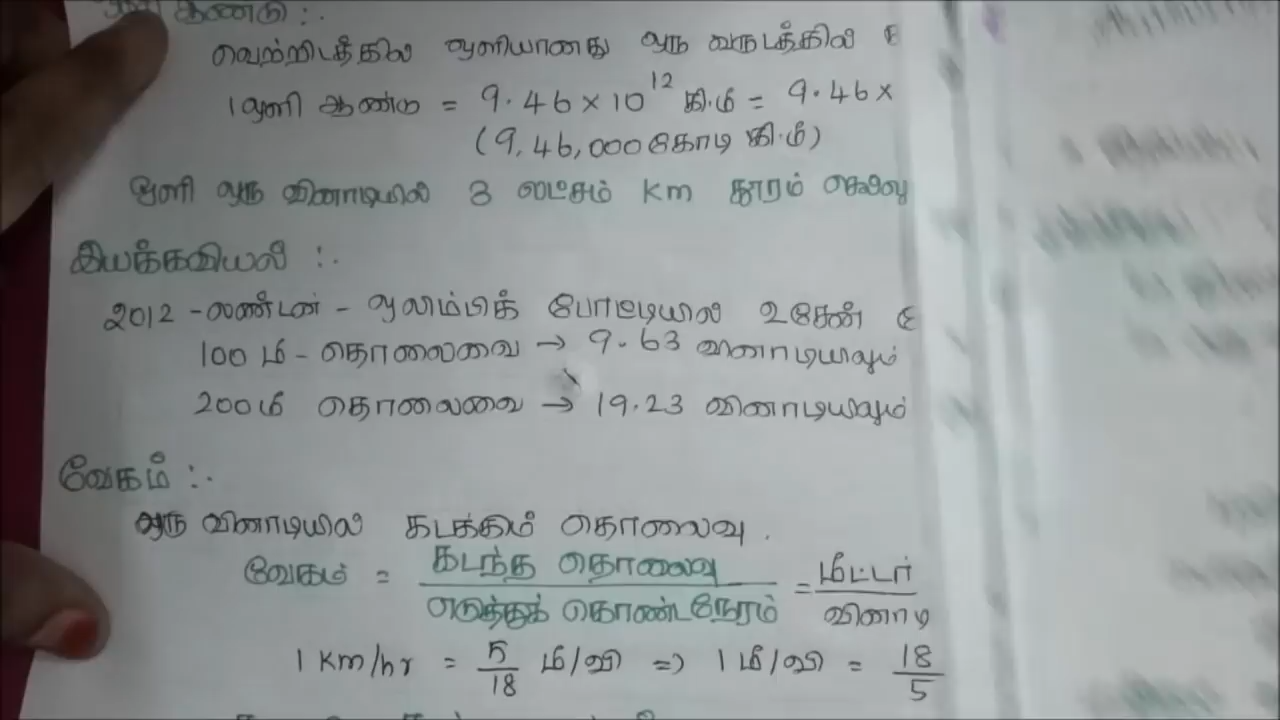 ஆண்டு :.
வெற்றிடத்தில் ஒளியானது ஒரு வருடத்தில்
1 ஒளி ஆண்டு = 9.46 × 10¹² கி.மீ = 9.46 ×
(9,46,000 கோடி கி.மீ)
ஒளி ஒரு வினாடியில் 3 லட்சம் Km தூரம் செல்லு
இயக்கவியல் :.
2012 - லண்டன் - ஒலிம்பிக் போட்டியில் உசேன்
100 மீ - தொலைவை → 9.63 வினாடியிலும்
200 மீ தொலைவை → 19.23 வினாடியிலும்
வேகம் :.
ஒரு வினாடியில் கடக்கும் தொலைவு .
வேகம் = கடந்த தொலைவு / எடுத்துக் கொண்ட நேரம் = மீட்டர் / வினாடி
1 Km/hr = 5/18 மீ/வி => 1 மீ/வி = 18/5